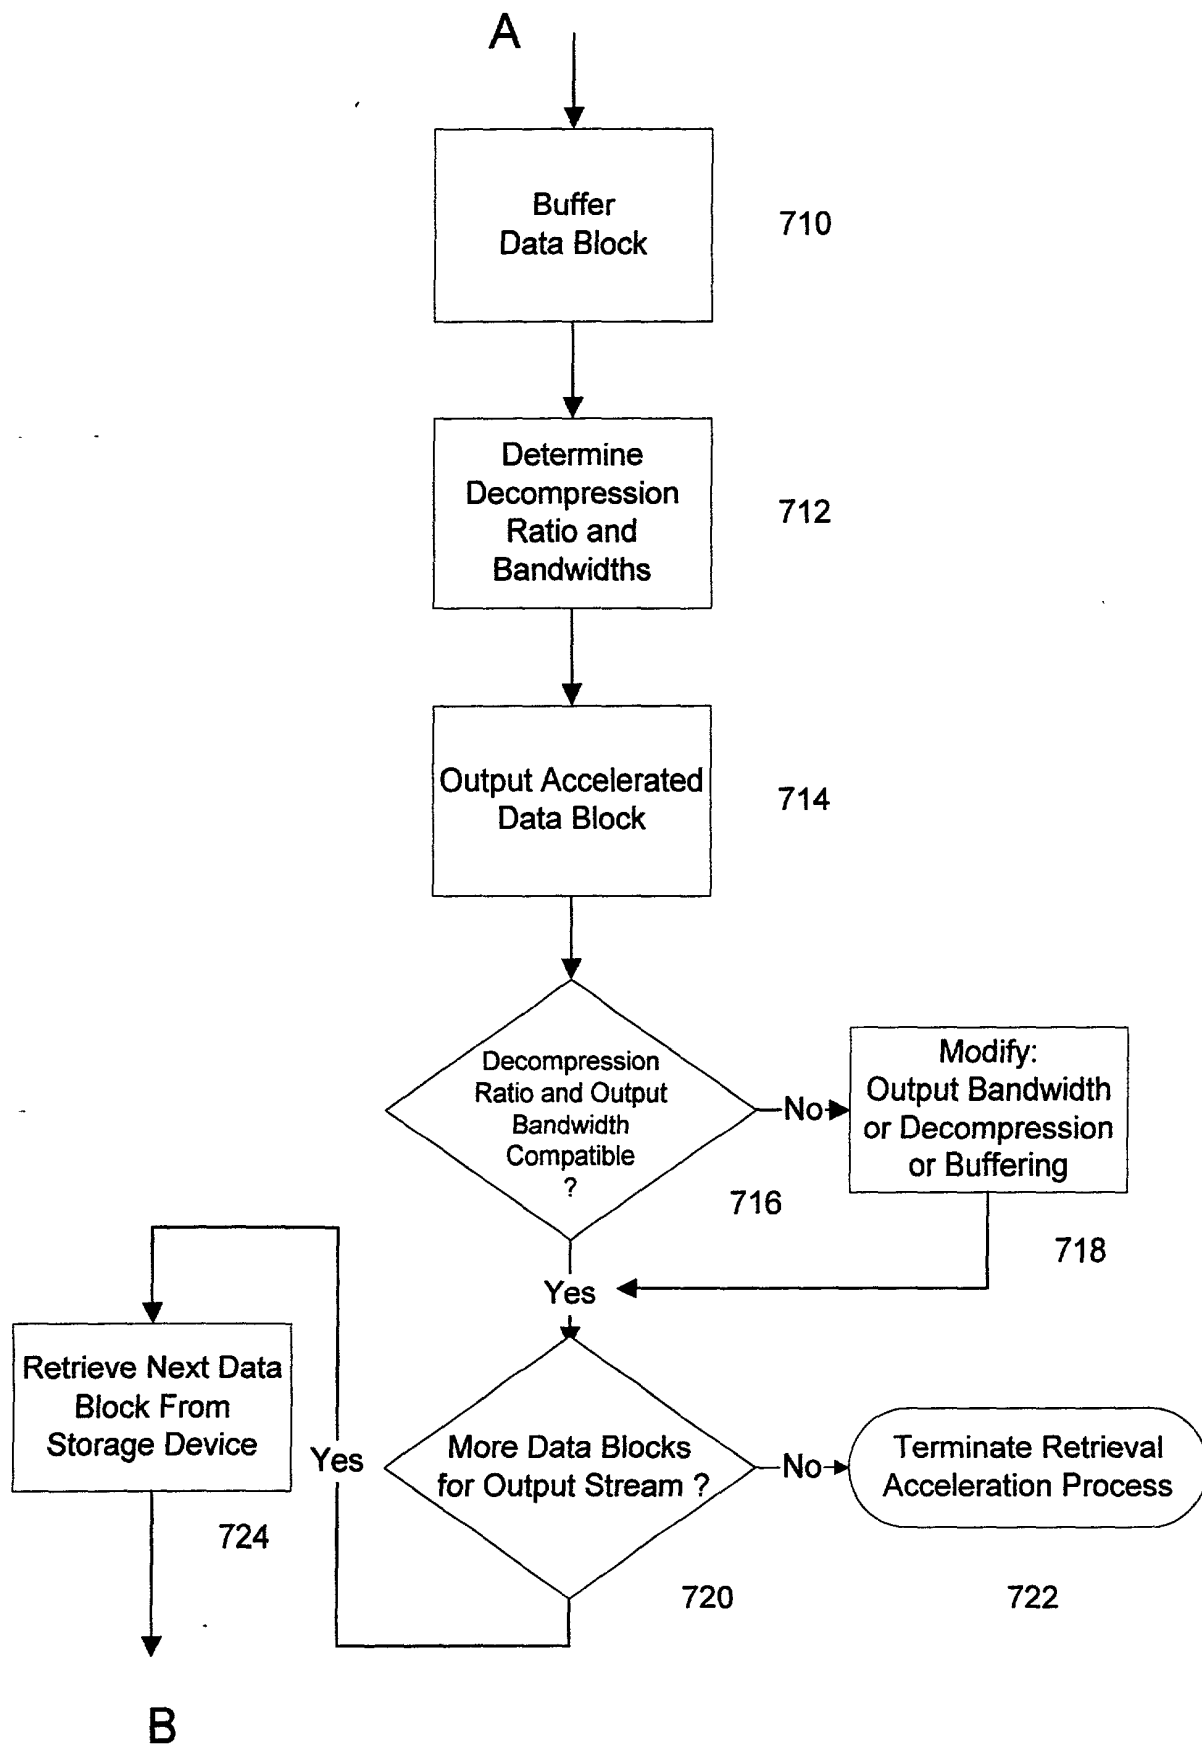 A
Buffer
Data Block
710
Determine
Decompression
Ratio and
Bandwidths
712
Output Accelerated
Data Block
714
Decompression
Ratio and Output
Bandwidth
Compatible
?
716
No
Modify:
Output Bandwidth
or Decompression
or Buffering
718
Yes
More Data Blocks
for Output Stream ?
720
No
Terminate Retrieval
Acceleration Process
722
Yes
Retrieve Next Data
Block From
Storage Device
724
B